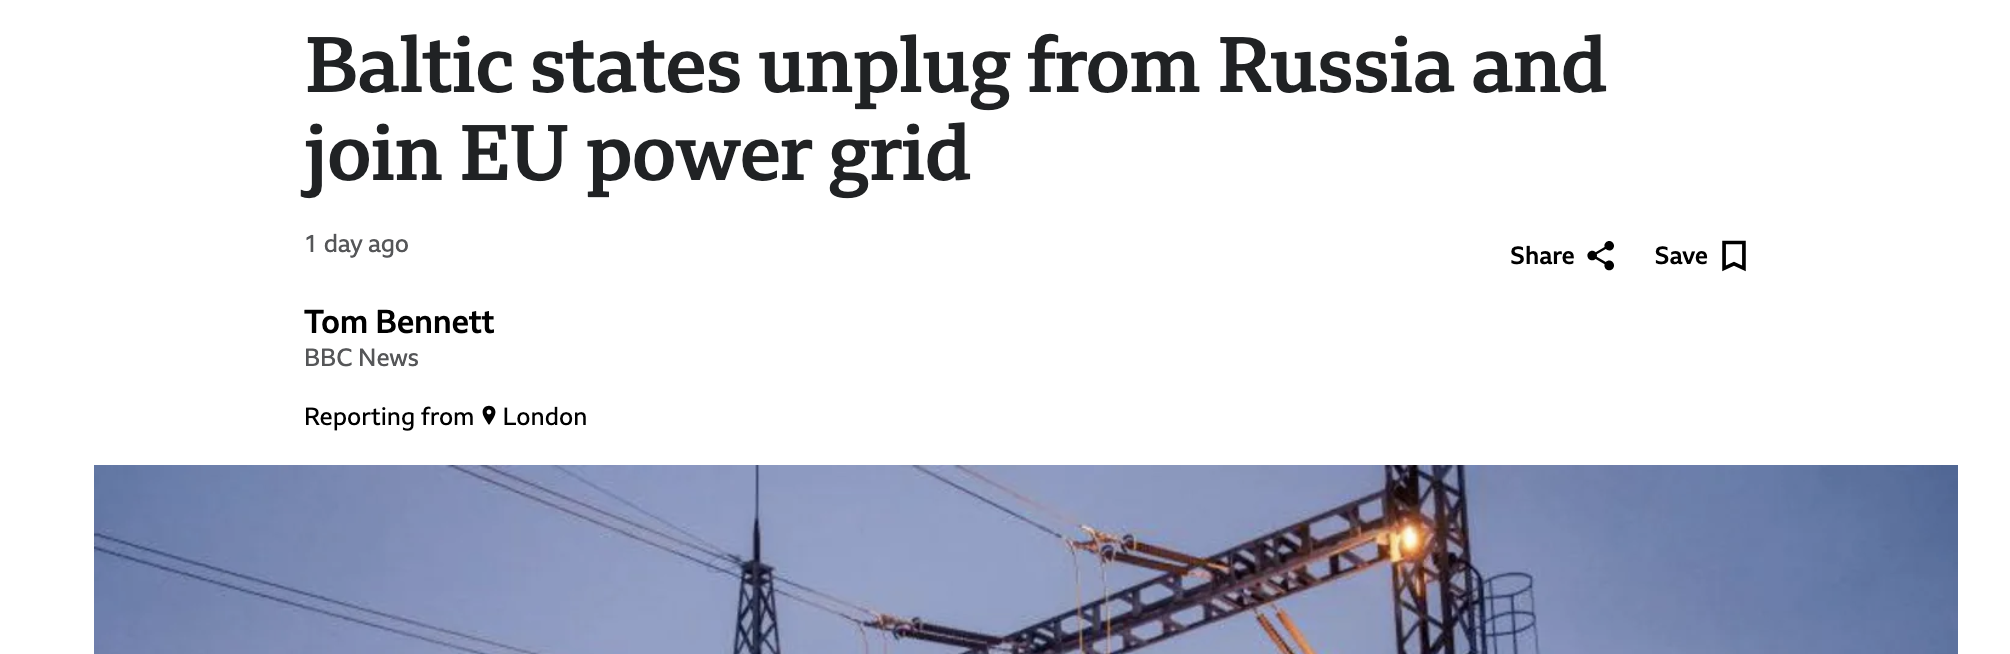 Baltic states unplug from Russia and
join EU power grid
1 day ago
Share Save
Tom Bennett
BBC News
Reporting from London